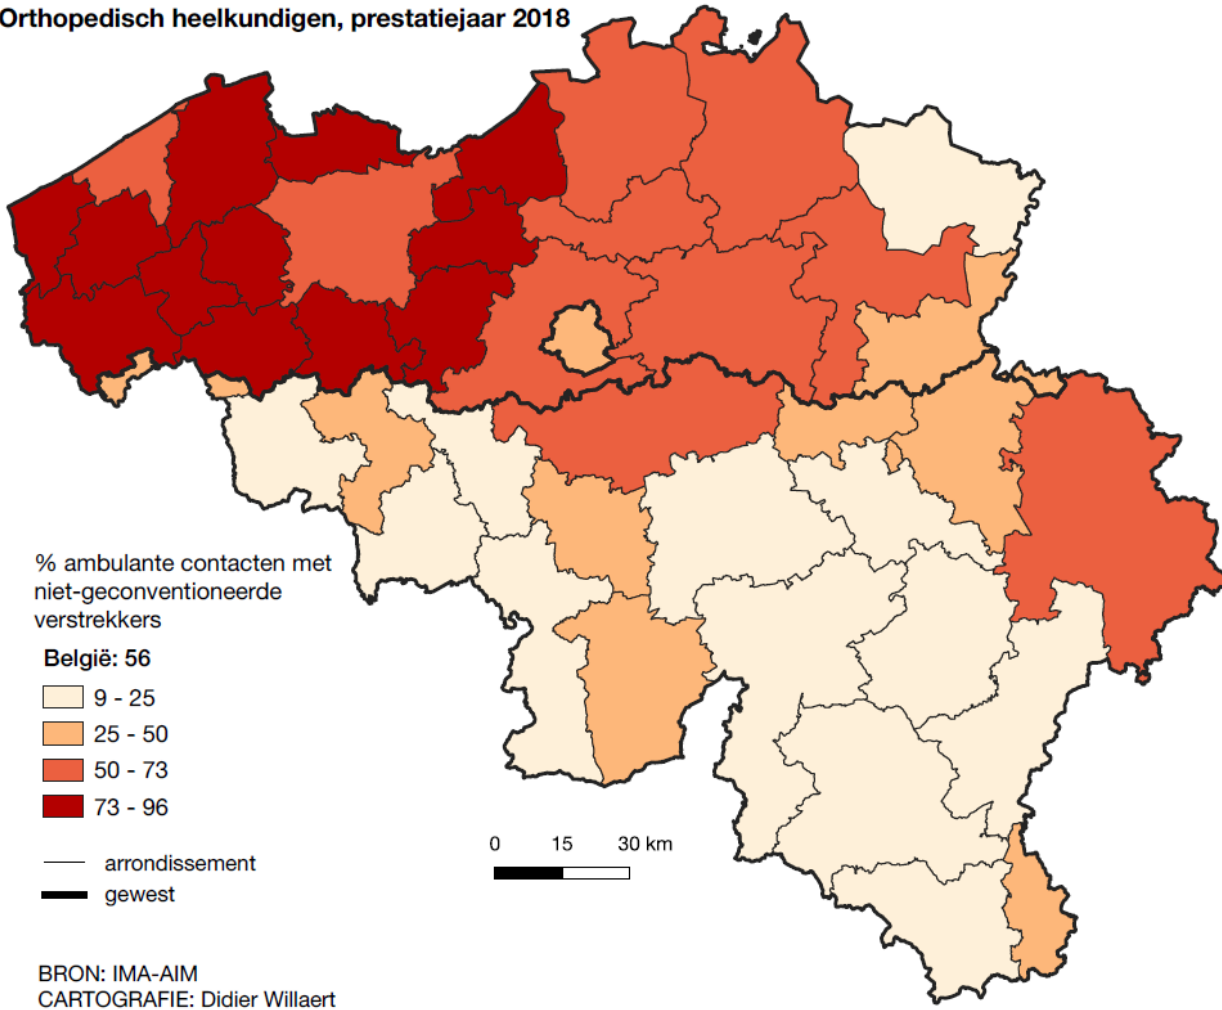 Orthopedisch heelkundigen, prestatiejaar 2018
% ambulante contacten met
niet-geconventioneerde
verstrekkers
België: 56
9 - 25
25 - 50
50 - 73
73 - 96
arrondissement
gewest
0 15 30 km
BRON: IMA-AIM
CARTOGRAFIE: Didier Willaert